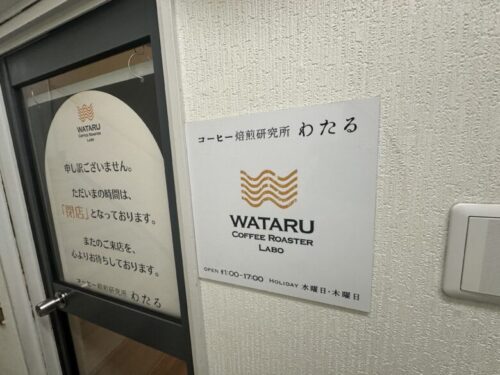 WATARU
COFFEE ROASTER
LABO
申し訳ございません。
ただいまの時間は、
「閉店」となっております。
またのご来店を、
心よりお待ちしております。
コーヒー焙煎研究所 わたる
コーヒー焙煎研究所 わたる
WATARU
COFFEE ROASTER
LABO
OPEN 11:00-17:00 HOLIDAY 水曜日・木曜日